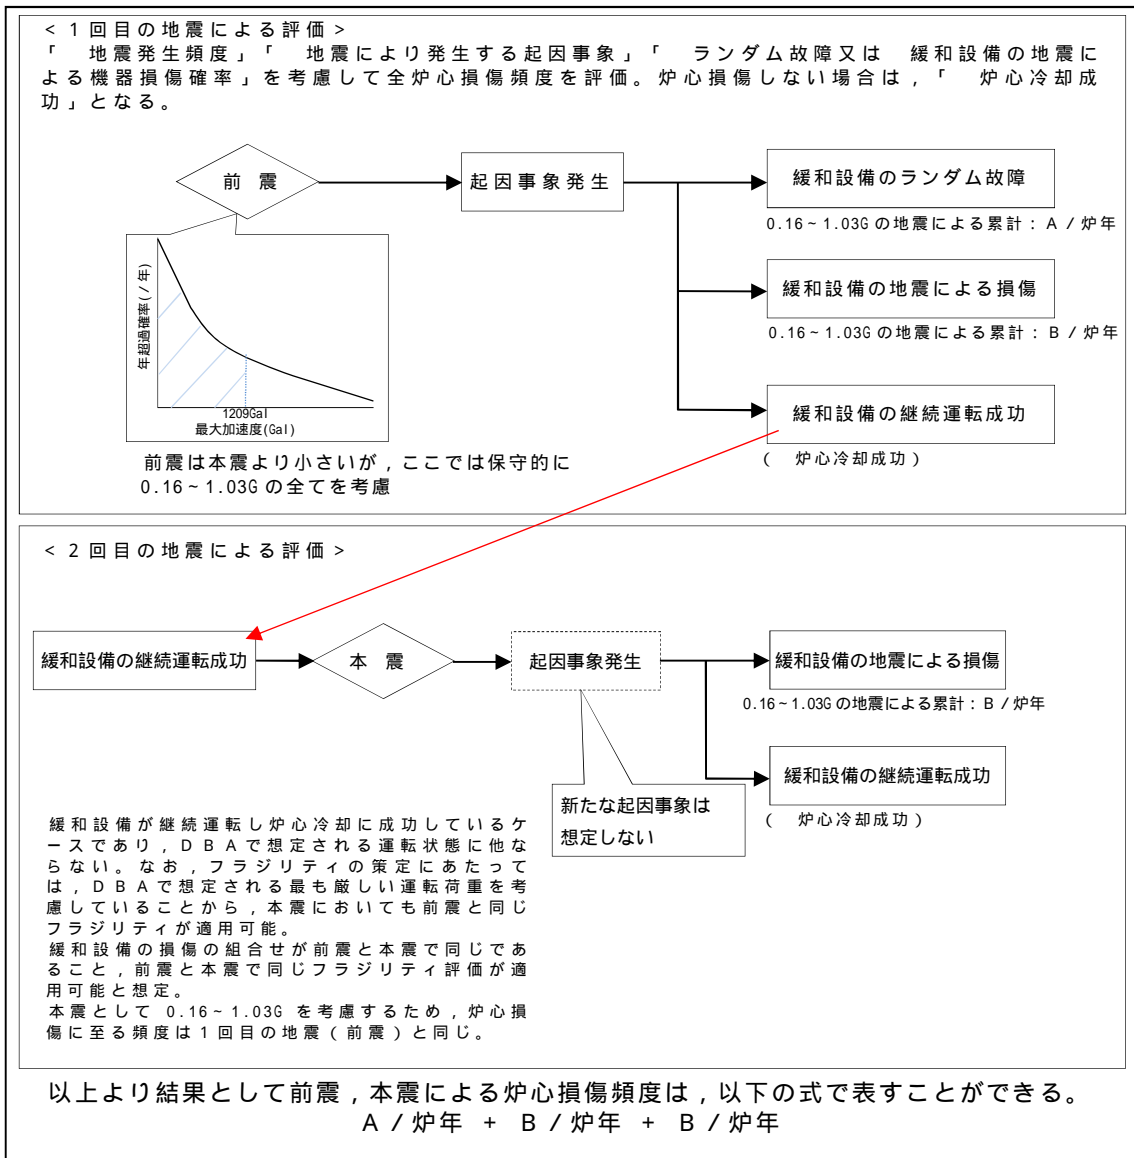 ＜１回目の地震による評価＞
「　地震発生頻度」「　地震により発生する起因事象」「　ランダム故障又は　緩和設備の地震に
よる機器損傷確率」を考慮して全炉心損傷頻度を評価。炉心損傷しない場合は，「　炉心冷却成
功」となる。
前震
起因事象発生
緩和設備のランダム故障
0.16~1.03Gの地震による累計：A／炉年
緩和設備の地震による損傷
0.16~1.03Gの地震による累計：B／炉年
緩和設備の継続運転成功
（　炉心冷却成功）
年超過確率(／年)
1209Gal
最大加速度(Gal)
前震は本震より小さいが，ここでは保守的に
0.16~1.03Gの全てを考慮
＜２回目の地震による評価＞
緩和設備の継続運転成功
本震
起因事象発生
緩和設備の地震による損傷
0.16~1.03Gの地震による累計：B／炉年
緩和設備の継続運転成功
（　炉心冷却成功）
新たな起因事象は
想定しない
緩和設備が継続運転し炉心冷却に成功しているケ
ースであり，ＤＢＡで想定される運転状態に他な
らない。なお，フラジリティの策定にあたって
は，ＤＢＡで想定される最も厳しい運転荷重を考
慮していることから，本震においても前震と同じ
フラジリティが適用可能。
緩和設備の損傷の組合せが前震と本震で同じであ
ること，前震と本震で同じフラジリティ評価が適
用可能と想定。
本震として 0.16~1.03G を考慮するため，炉心損
傷に至る頻度は１回目の地震（前震）と同じ。
以上より結果として前震，本震による炉心損傷頻度は，以下の式で表すことができる。
A／炉年 + B／炉年 + B／炉年